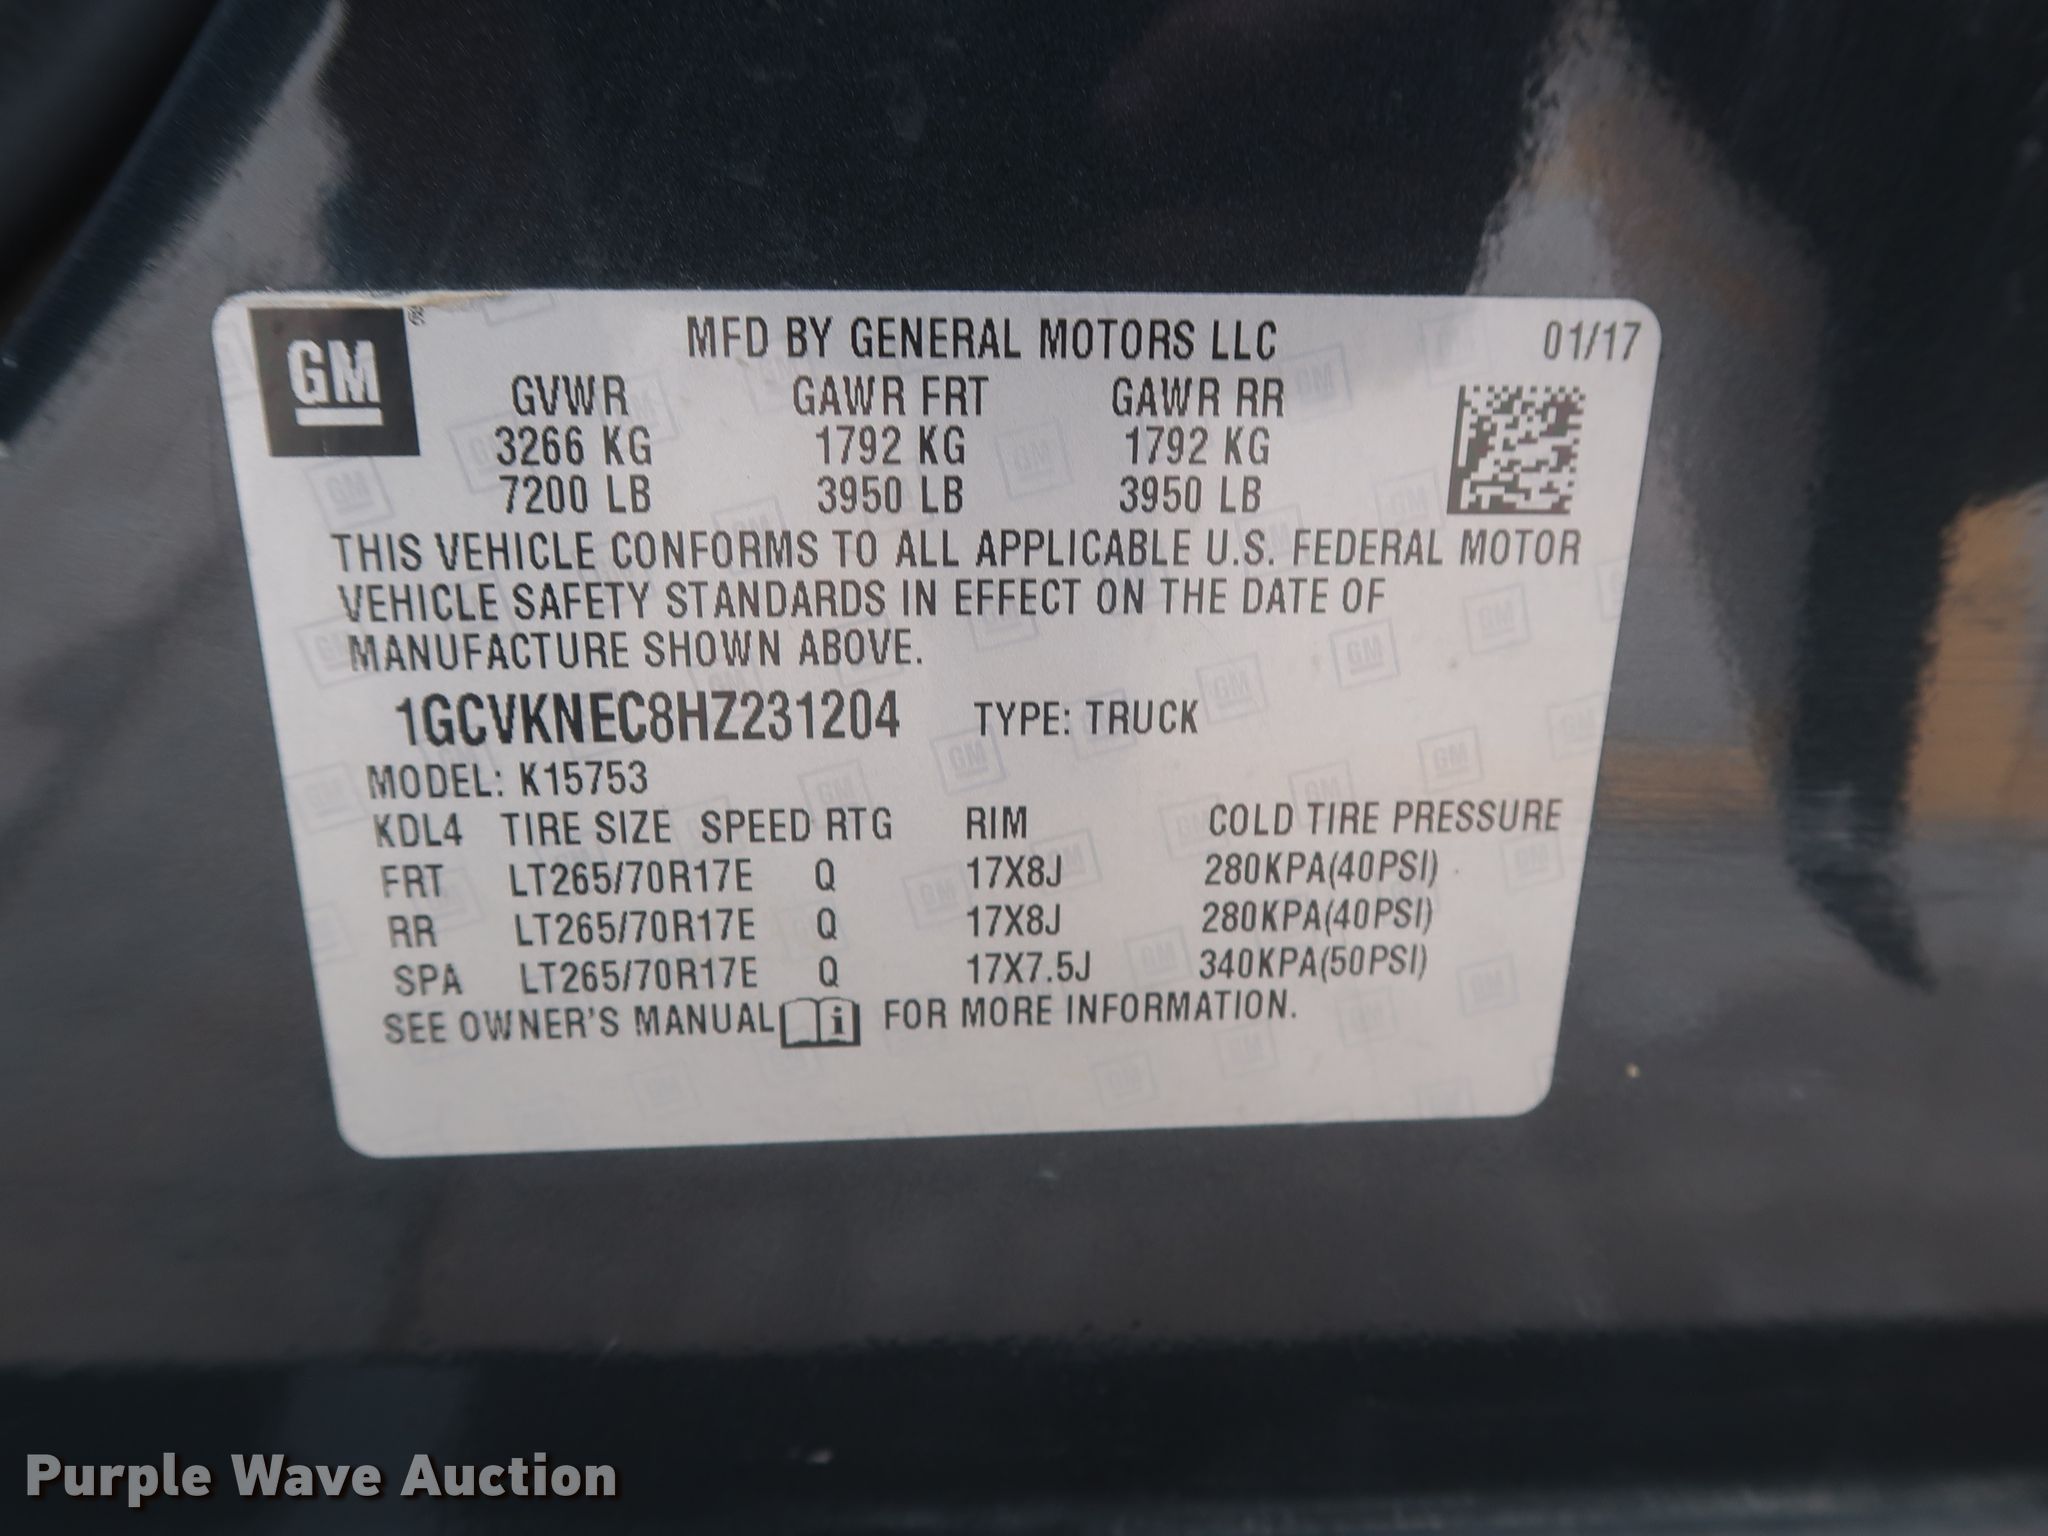 GM ®
MFD BY GENERAL MOTORS LLC 01/17
GVWR GAWR FRT GAWR RR
3266 KG 1792 KG 1792 KG
7200 LB 3950 LB 3950 LB
THIS VEHICLE CONFORMS TO ALL APPLICABLE U.S. FEDERAL MOTOR
VEHICLE SAFETY STANDARDS IN EFFECT ON THE DATE OF
MANUFACTURE SHOWN ABOVE.
1GCVKNEC8HZ231204 TYPE: TRUCK
MODEL: K15753
KDL4 TIRE SIZE SPEED RTG RIM COLD TIRE PRESSURE
FRT LT265/70R17E Q 17X8J 280KPA(40PSI)
RR LT265/70R17E Q 17X8J 280KPA(40PSI)
SPA LT265/70R17E Q 17X7.5J 340KPA(50PSI)
SEE OWNER'S MANUAL i FOR MORE INFORMATION.
Purple Wave Auction